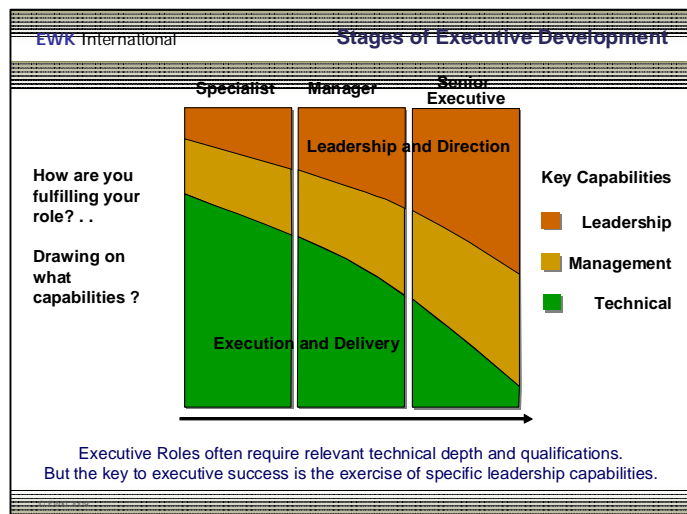 EWK International
Stages of Executive Development
Specialist
Manager
Senior
Executive
Leadership and Direction
How are you
fulfilling your
role? . .
Drawing on
what
capabilities ?
Key Capabilities
Leadership
Management
Technical
Execution and Delivery
Executive Roles often require relevant technical depth and qualifications.
But the key to executive success is the exercise of specific leadership capabilities.